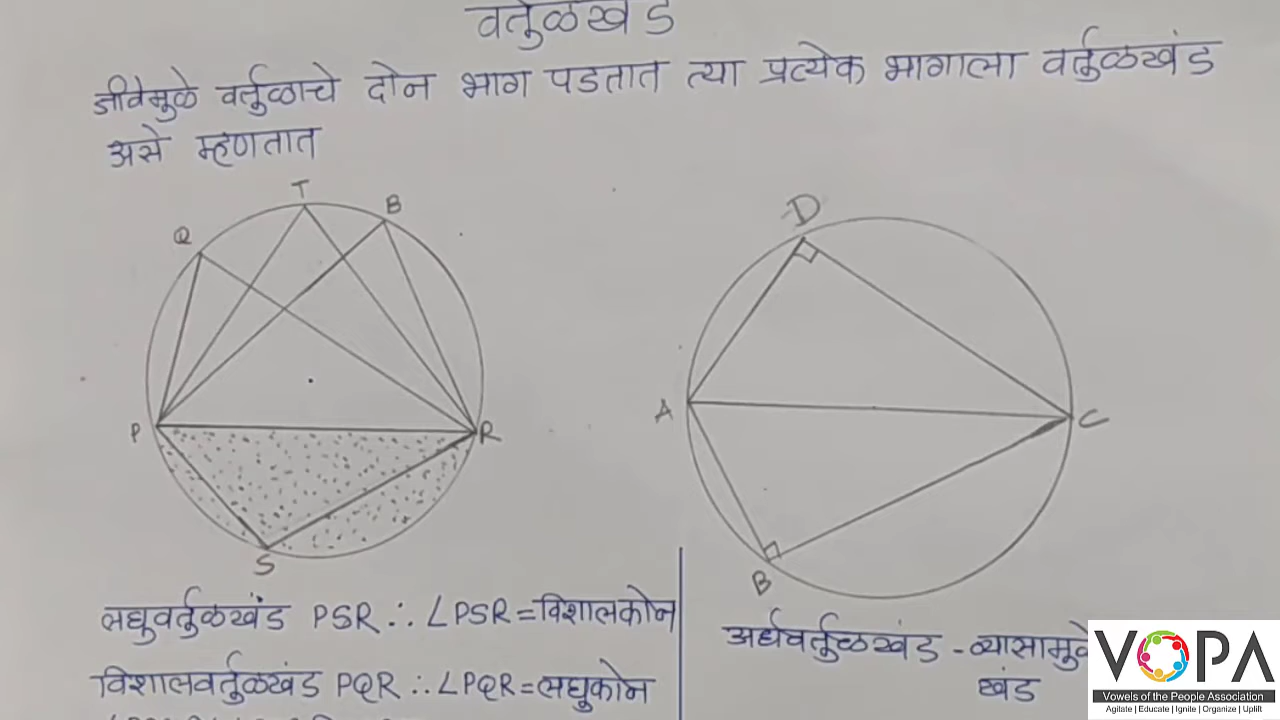 वर्तुळखंड
जीवेमुळे वर्तुळाचे दोन भाग पडतात त्या प्रत्येक भागाला वर्तुळखंड
असे म्हणतात
T
B
Q
P
R
S
D
A
C
B
लघुवर्तुळखंड PSR ∴ ∠PSR = विशालकोन
विशालवर्तुळखंड PQR ∴ ∠PQR = लघुकोन
अर्धवर्तुळखंड - व्यासामुळे
खंड
VOPA
Vowels of the People Association
Agitate | Educate | Ignite | Organize | Uplift